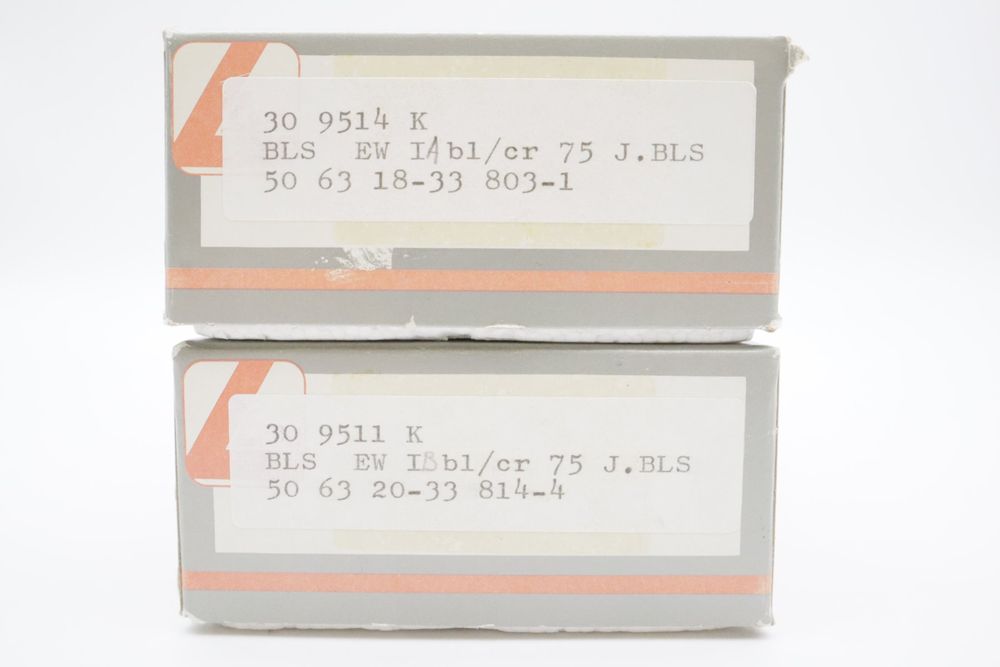 30 9514 K
BLS EW IA bl/cr 75 J.BLS
50 63 18-33 803-1
30 9511 K
BLS EW IB bl/cr 75 J.BLS
50 63 20-33 814-4